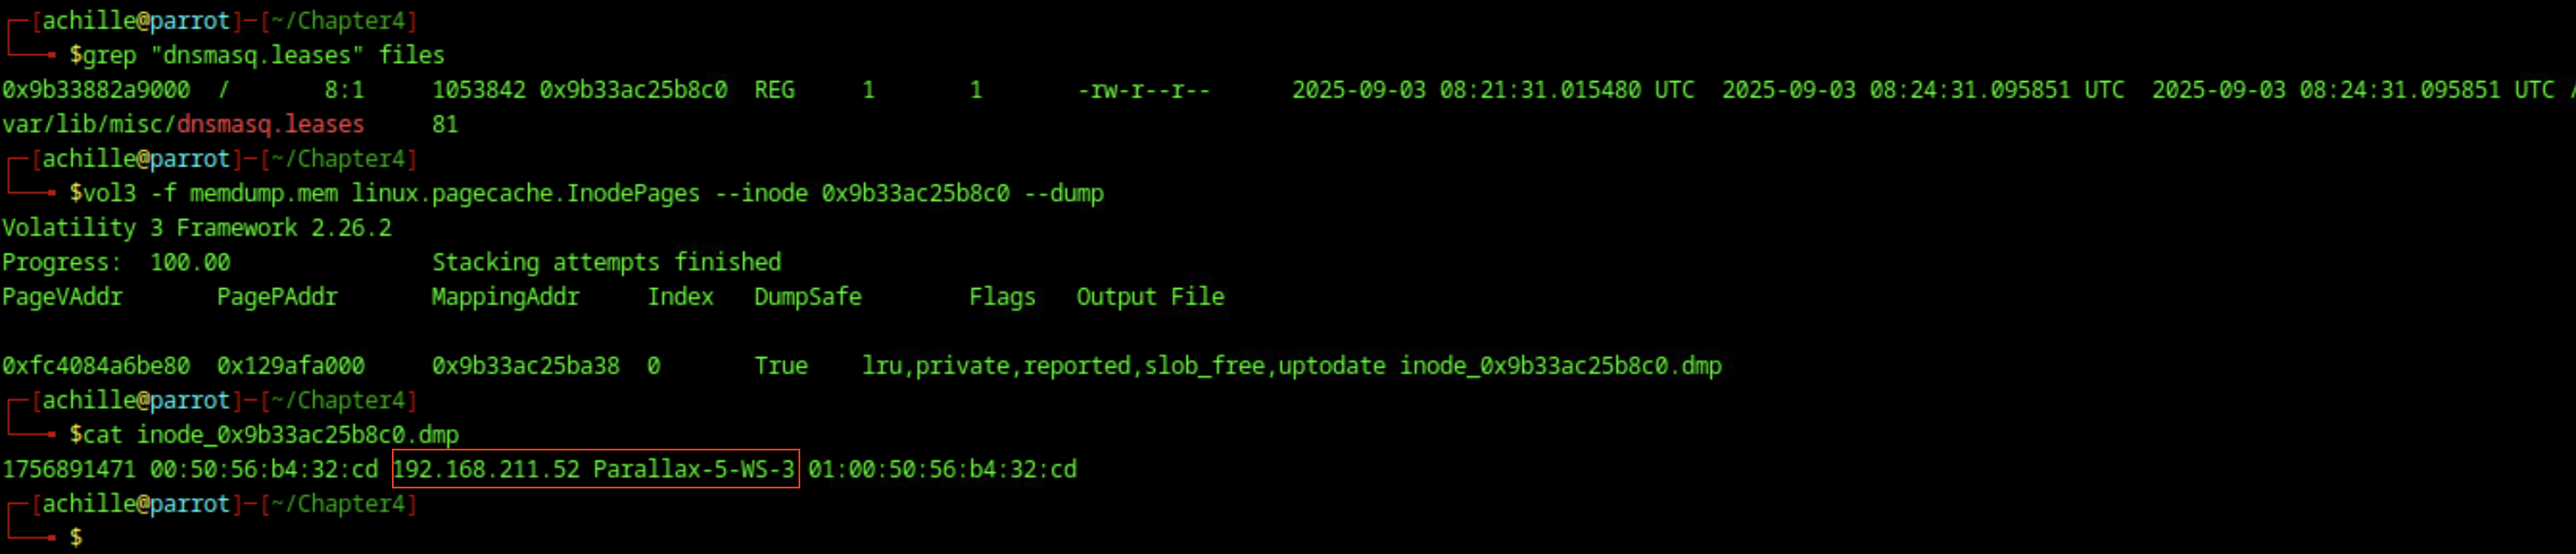 ┌─[achille@parrot]─[~/Chapter4]
└──╼ $grep "dnsmasq.leases" files
0x9b33882a9000 / 8:1 1053842 0x9b33ac25b8c0 REG 1 1 -rw-r--r-- 2025-09-03 08:21:31.015480 UTC 2025-09-03 08:24:31.095851 UTC 2025-09-03 08:24:31.095851 UTC /
var/lib/misc/dnsmasq.leases 81
┌─[achille@parrot]─[~/Chapter4]
└──╼ $vol3 -f memdump.mem linux.pagecache.InodePages --inode 0x9b33ac25b8c0 --dump
Volatility 3 Framework 2.26.2
Progress: 100.00 Stacking attempts finished
PageVAddr PagePAddr MappingAddr Index DumpSafe Flags Output File
0xfc4084a6be80 0x129afa000 0x9b33ac25ba38 0 True lru,private,reported,slob_free,uptodate inode_0x9b33ac25b8c0.dmp
┌─[achille@parrot]─[~/Chapter4]
└──╼ $cat inode_0x9b33ac25b8c0.dmp
1756891471 00:50:56:b4:32:cd 192.168.211.52 Parallax-5-WS-3 01:00:50:56:b4:32:cd
┌─[achille@parrot]─[~/Chapter4]
└──╼ $